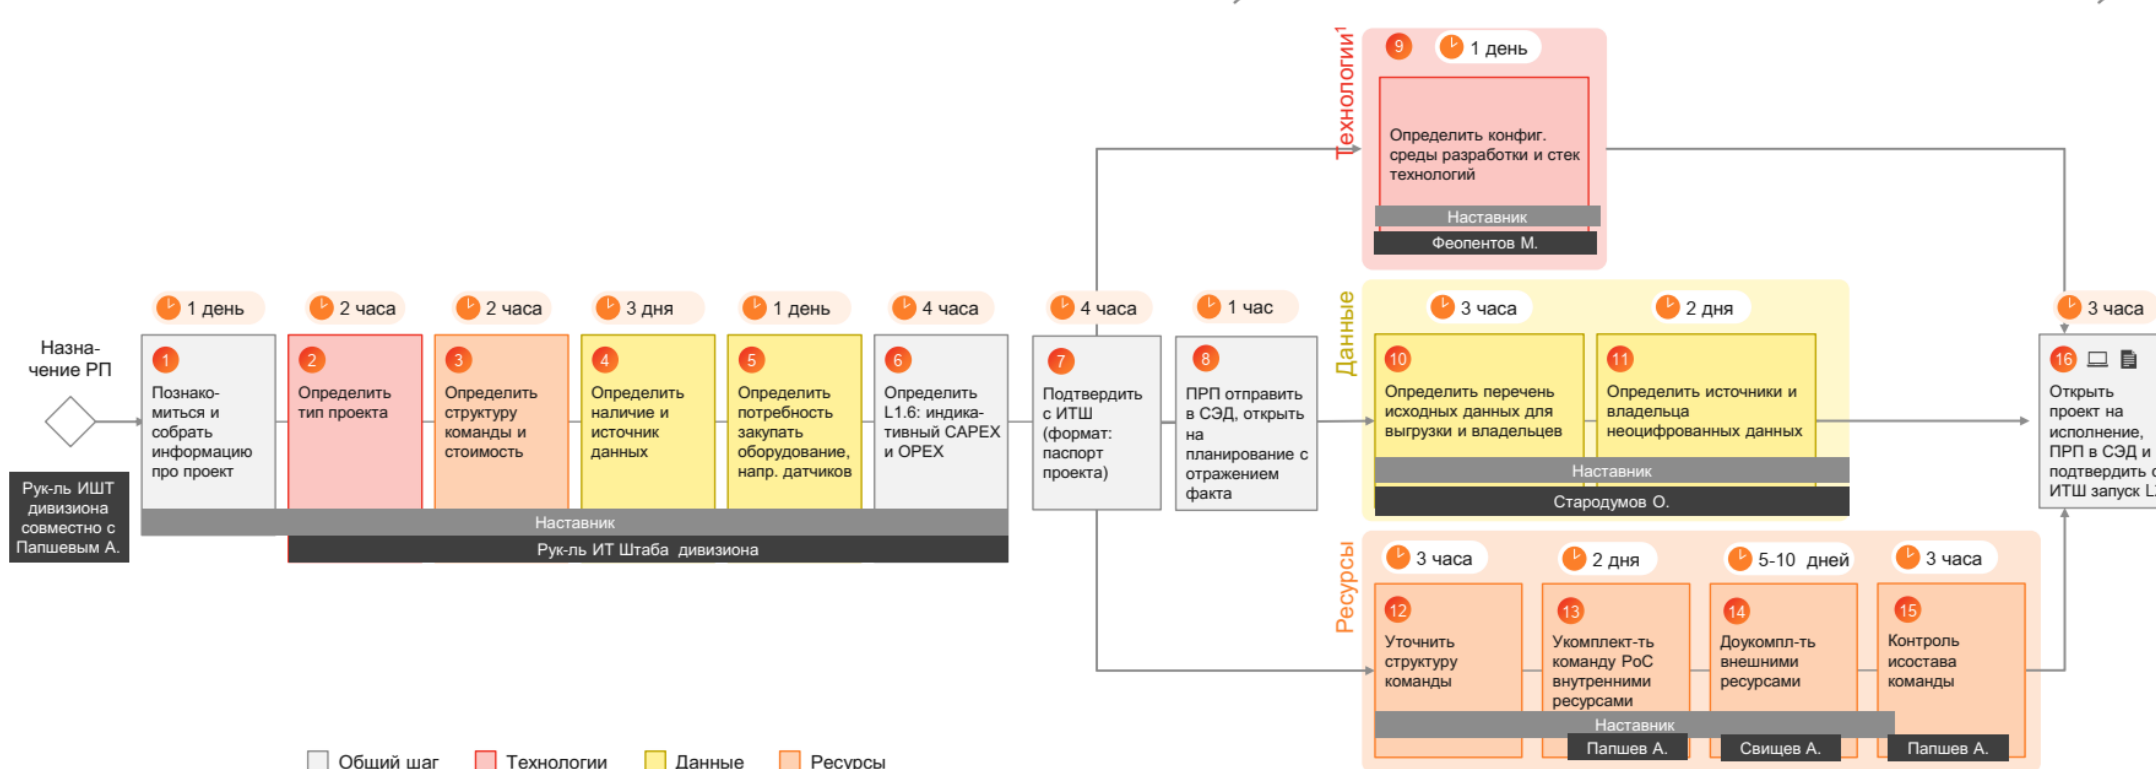 Технологии¹
9
1 день
Определить конфиг.
среды разработки и стек
технологий
Наставник
Феопентов М.
Назна-
чение РП
Рук-ль ИШТ
дивизиона
совместно с
Папшевым А.
1 день
1
Познако-
миться и
собрать
информацию
про проект
2 часа
2
Определить
тип проекта
2 часа
3
Определить
структуру
команды и
стоимость
3 дня
4
Определить
наличие и
источник
данных
1 день
5
Определить
потребность
закупать
оборудование,
напр. датчиков
4 часа
6
Определить
L1.6: индика-
тивный CAPEX
и OPEX
Наставник
Рук-ль ИТ Штаба дивизиона
4 часа
7
Подтвердить
с ИТШ
(формат:
паспорт
проекта)
1 час
8
ПРП отправить
в СЭД, открыть
на
планирование с
отражением
факта
Данные
3 часа
10
Определить перечень
исходных данных для
выгрузки и владельцев
2 дня
11
Определить источники и
владельца
неоцифрованных данных
Наставник
Стародумов О.
3 часа
16
Открыть
проект на
исполнение,
ПРП в СЭД и
подтвердить
ИТШ запуск
Ресурсы
3 часа
12
Уточнить
структуру
команды
2 дня
13
Укомплект-ть
команду PoC
внутренними
ресурсами
5-10 дней
14
Доукомпл-ть
внешними
ресурсами
3 часа
15
Контроль
исостава
команды
Наставник
Папшев А.
Свищев А.
Папшев А.
Общий шаг
Технологии
Данные
Ресурсы